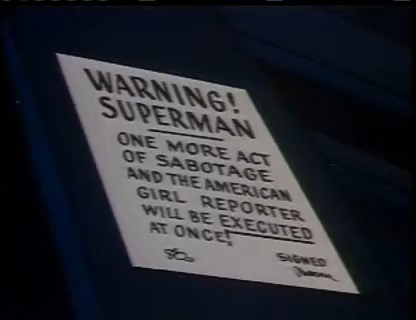 WARNING!
SUPERMAN
ONE MORE ACT
OF SABOTAGE
AND THE AMERICAN
GIRL REPORTER
WILL BE EXECUTED
AT ONCE!
SIGNED